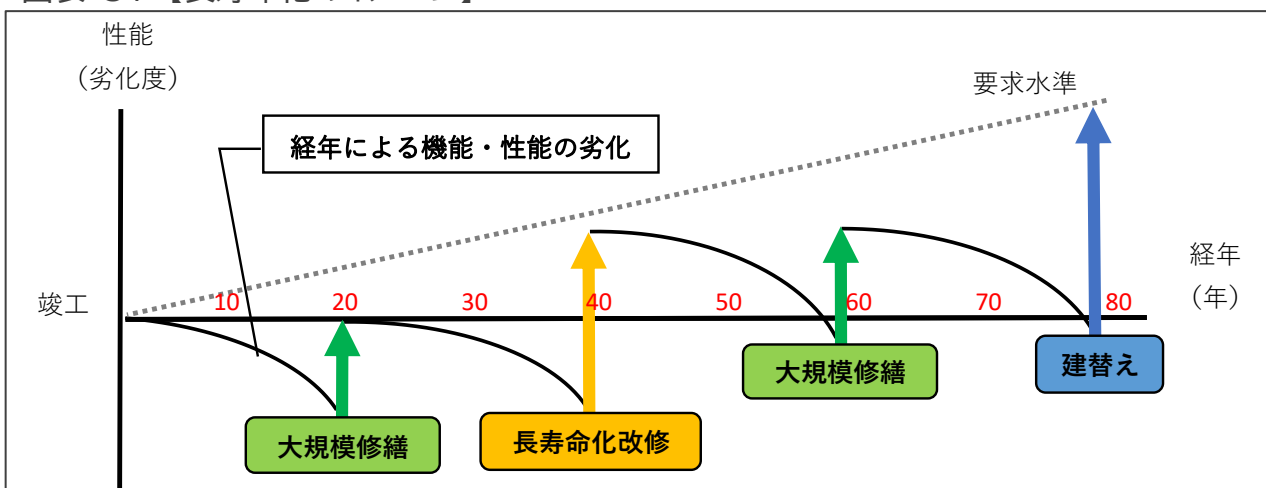 性能
（劣化度）
要求水準
経年による機能・性能の劣化
経年
（年）
竣工
10 20 30 40 50 60 70 80
大規模修繕
長寿命化改修
大規模修繕
建替え